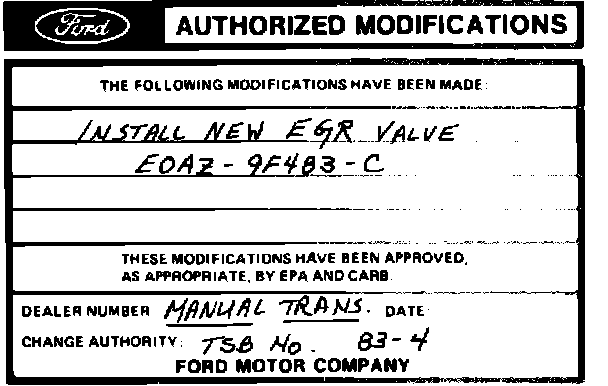 Ford AUTHORIZED MODIFICATIONS
THE FOLLOWING MODIFICATIONS HAVE BEEN MADE:
INSTALL NEW EGR VALVE
EOAZ - 9F483 - C
THESE MODIFICATIONS HAVE BEEN APPROVED,
AS APPROPRIATE, BY EPA AND CARB.
DEALER NUMBER MANUAL TRANS. DATE
CHANGE AUTHORITY: TSB No. 83-4
FORD MOTOR COMPANY